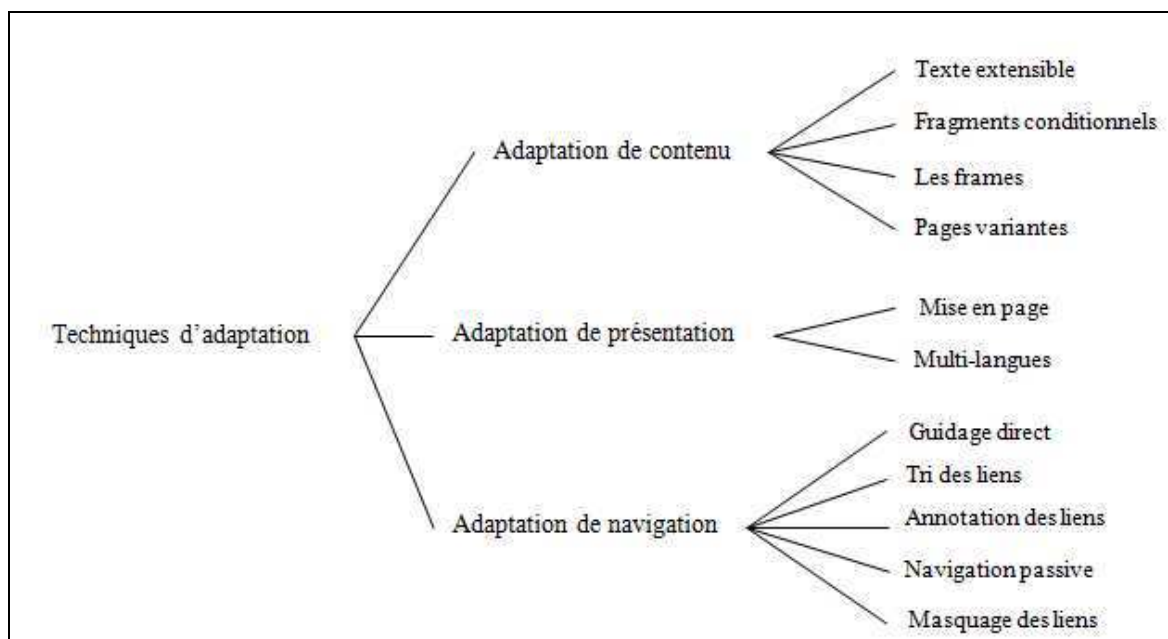 Techniques d’adaptation
Adaptation de contenu
Texte extensible
Fragments conditionnels
Les frames
Pages variantes
Adaptation de présentation
Mise en page
Multi-langues
Adaptation de navigation
Guidage direct
Tri des liens
Annotation des liens
Navigation passive
Masquage des liens